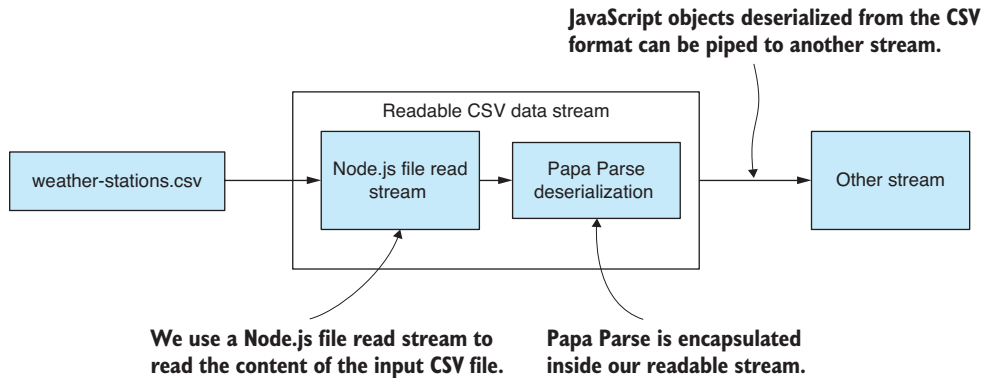 JavaScript objects deserialized from the CSV
format can be piped to another stream.
Readable CSV data stream
weather-stations.csv
Node.js file read
stream
Papa Parse
deserialization
Other stream
We use a Node.js file read stream to
read the content of the input CSV file.
Papa Parse is encapsulated
inside our readable stream.